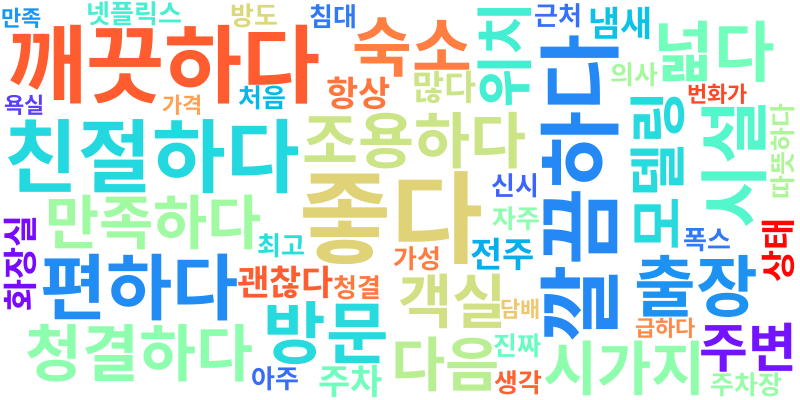 만족
넷플릭스
방도
침대
근처
냄새
깨끗하다
숙소
위치
깔끔하다
넓다
의사
욕실
가격
처음
항상
많다
번화가
친절하다
조용하다
모델링
시설
따뜻하다
만족하다
좋다
신시
자주
화장실
최고
가성
전주
폭스
상태
편하다
괜찮다
청결
객실
담배
출장
급하다
주변
청결하다
방문
다음
진짜
시가지
아주
주차
생각
주차장